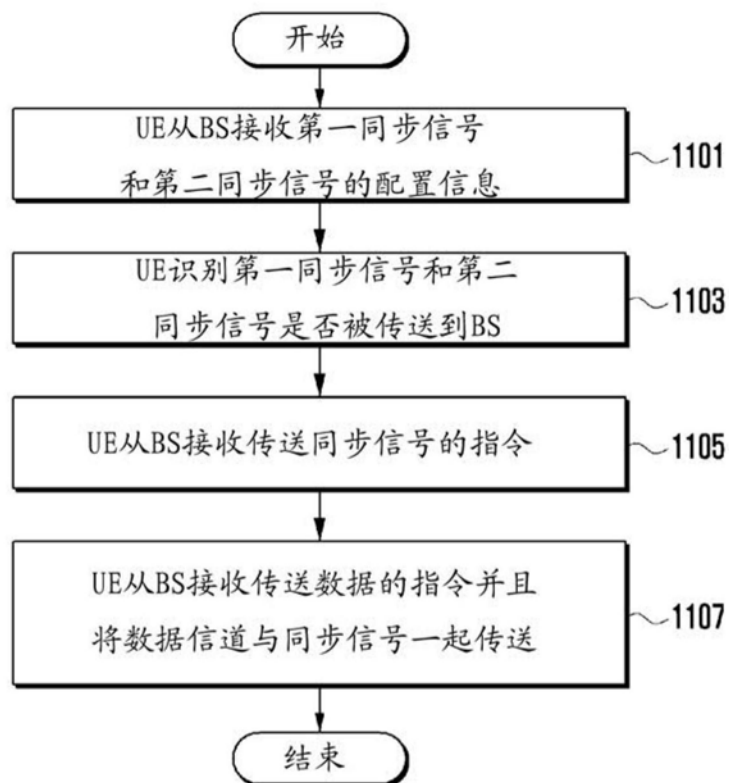 开始
UE从BS接收第一同步信号
和第二同步信号的配置信息
1101
UE识别第一同步信号和第二
同步信号是否被传送到BS
1103
UE从BS接收传送同步信号的指令
1105
UE从BS接收传送数据的指令并且
将数据信道与同步信号一起传送
1107
结束